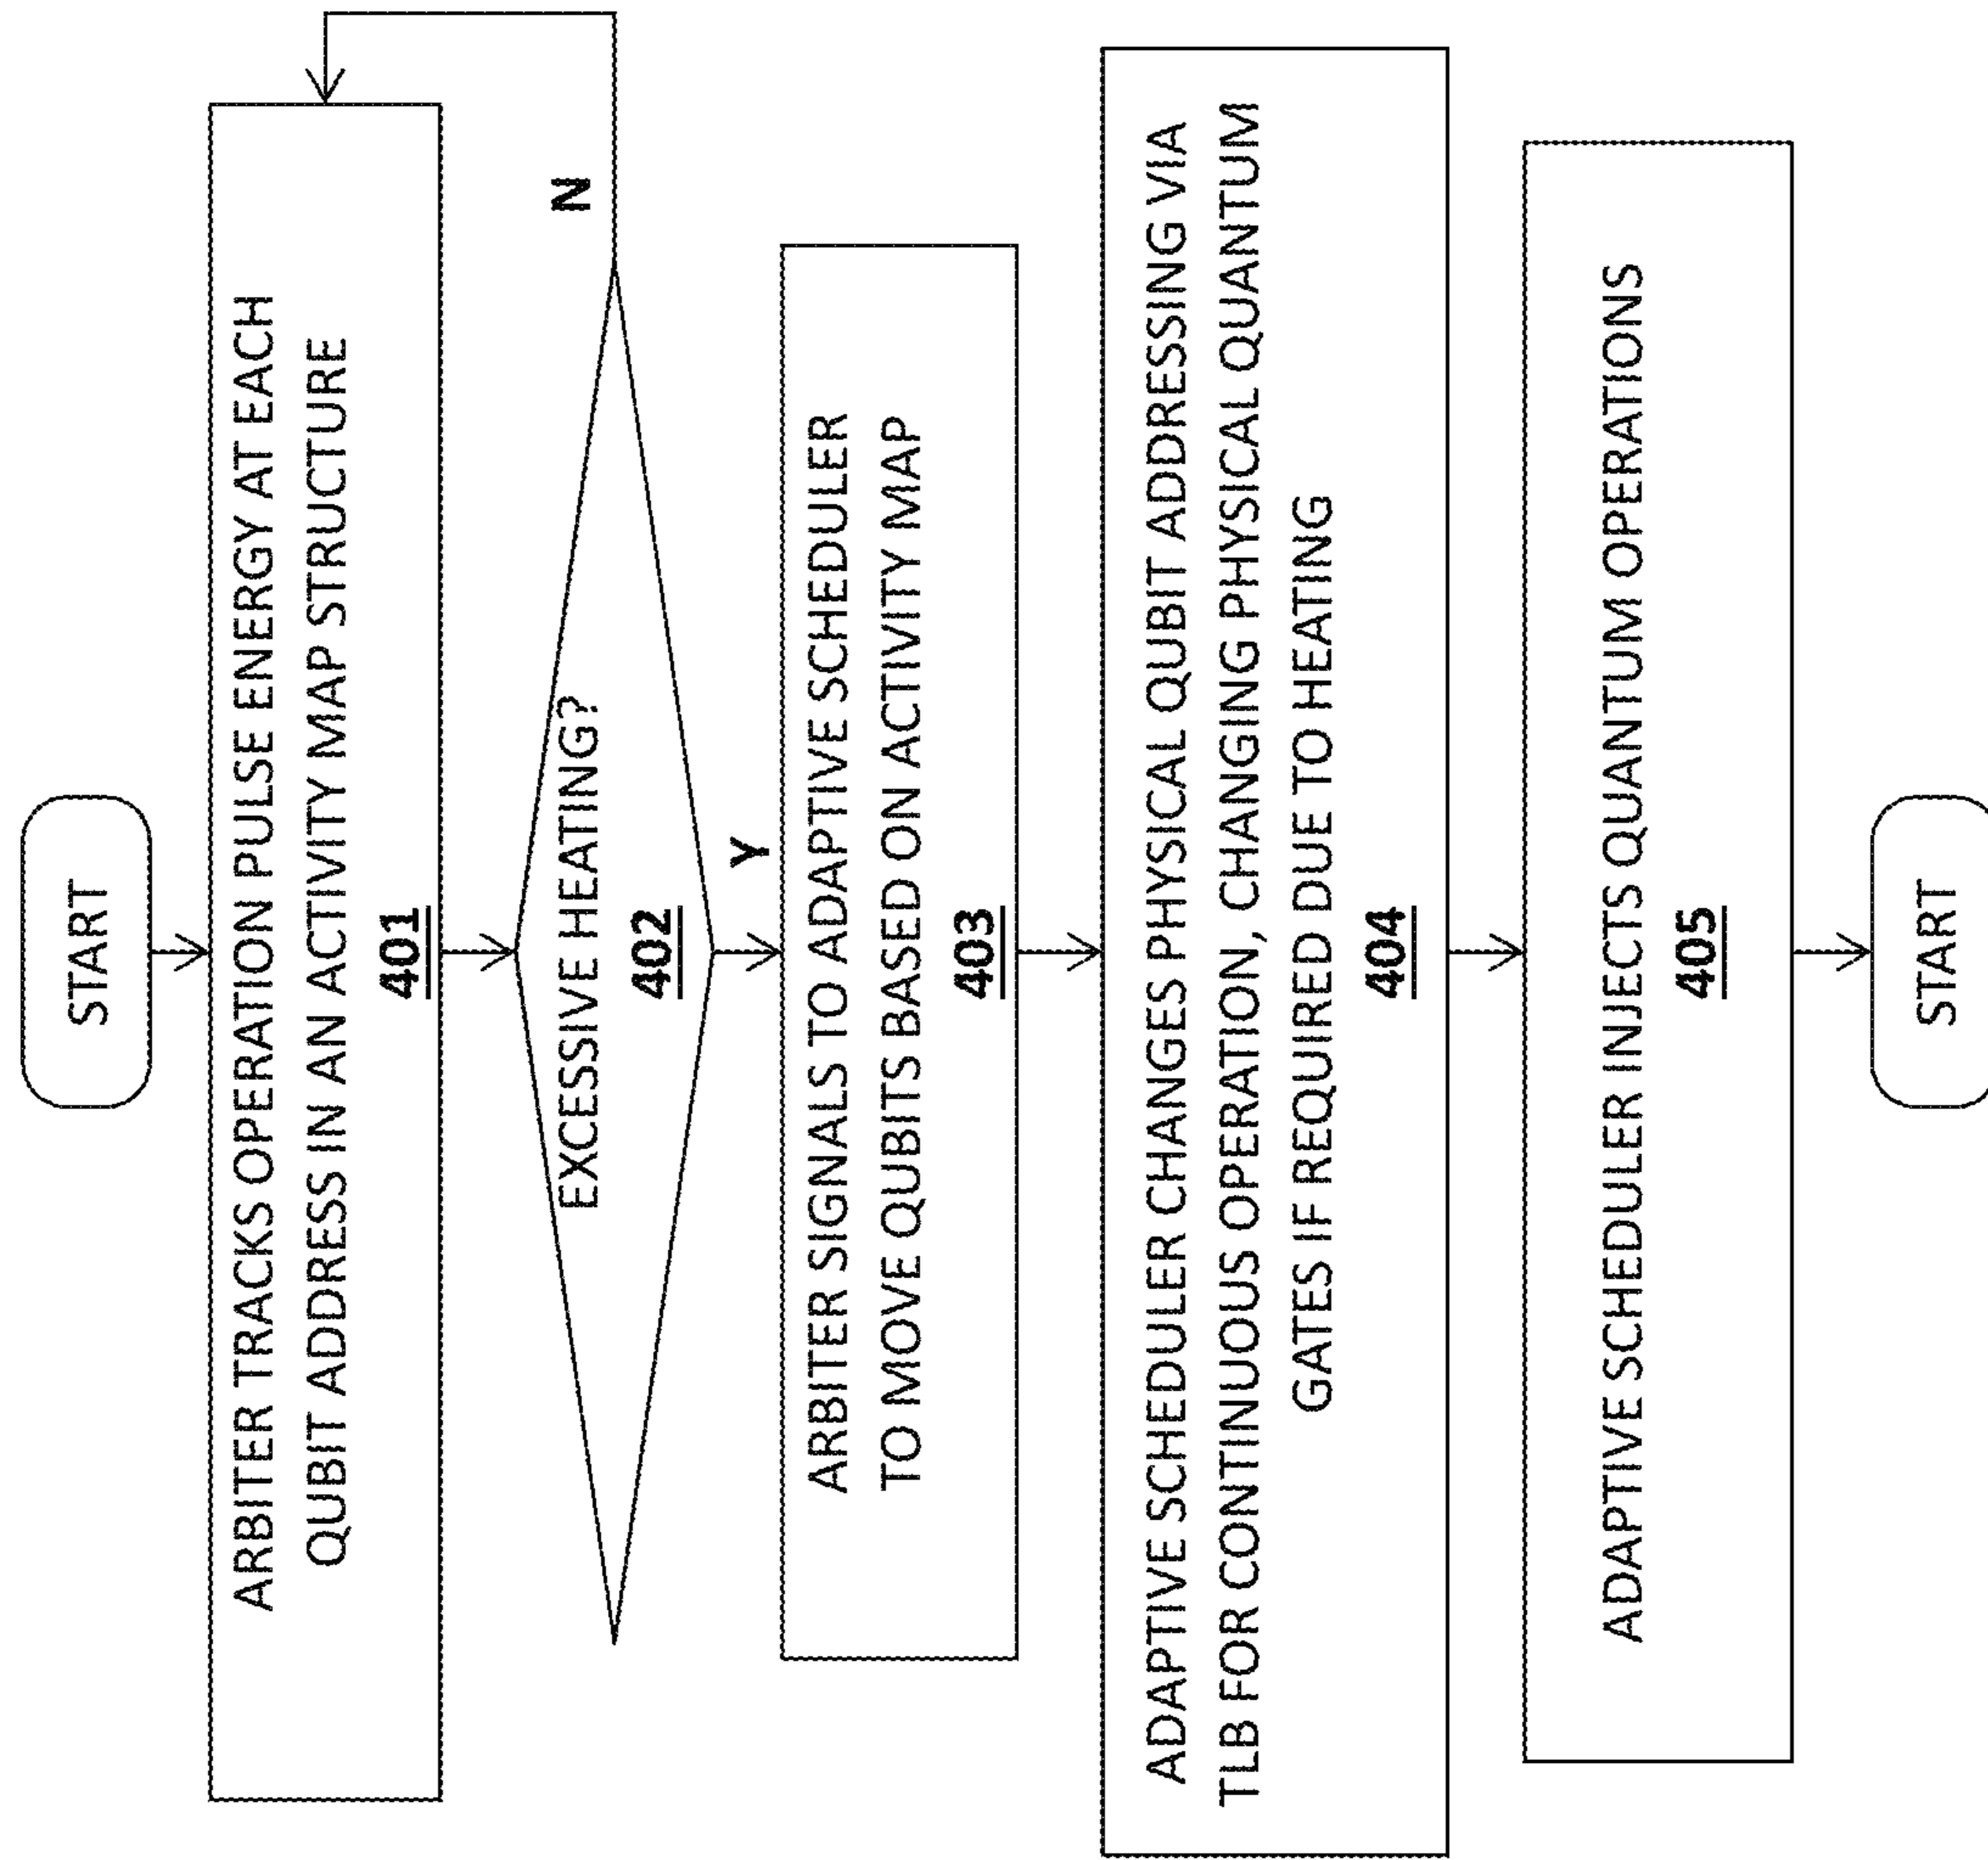 START
ARBITER TRACKS OPERATION PULSE ENERGY AT EACH
QUBIT ADDRESS IN AN ACTIVITY MAP STRUCTURE
401
EXCESSIVE HEATING?
402
N
Y
ARBITER SIGNALS TO ADAPTIVE SCHEDULER
TO MOVE QUBITS BASED ON ACTIVITY MAP
403
ADAPTIVE SCHEDULER CHANGES PHYSICAL QUBIT ADDRESSING VIA
TLB FOR CONTINUOUS OPERATION, CHANGING PHYSICAL QUANTUM
GATES IF REQUIRED DUE TO HEATING
404
ADAPTIVE SCHEDULER INJECTS QUANTUM OPERATIONS
405
START